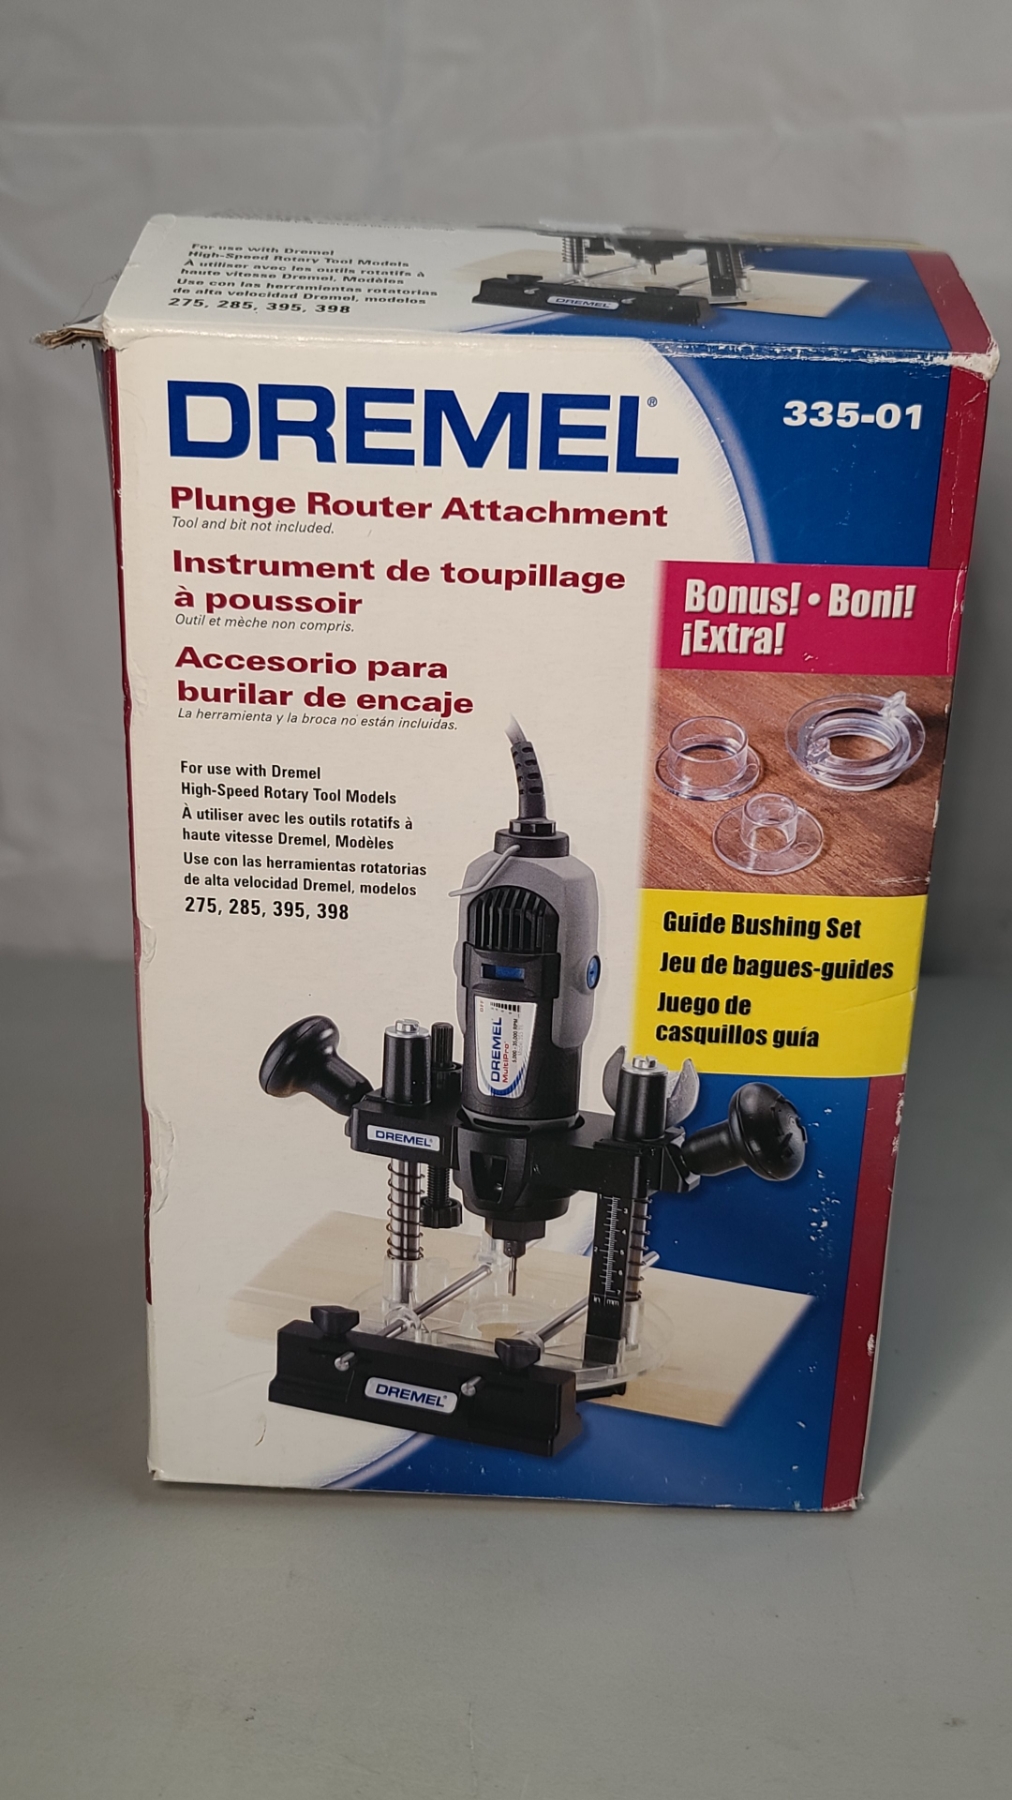 For use with Dremel
High-Speed Rotary Tool Models
À utiliser avec les outils rotatifs à
haute vitesse Dremel, Modèles
Use con las herramientas rotatorias
de alta velocidad Dremel, modelos
275, 285, 395, 398
DREMEL
DREMEL®
335-01
Plunge Router Attachment
Tool and bit not included.
Instrument de toupillage
à poussoir
Outil et mèche non compris.
Accesorio para
burilar de encaje
La herramienta y la broca no están incluidas.
Bonus! • Boni!
¡Extra!
For use with Dremel
High-Speed Rotary Tool Models
À utiliser avec les outils rotatifs à
haute vitesse Dremel, Modèles
Use con las herramientas rotatorias
de alta velocidad Dremel, modelos
275, 285, 395, 398
Guide Bushing Set
Jeu de bagues-guides
Juego de
casquillos guía
DREMEL
MultiPro
DREMEL
in mm
DREMEL